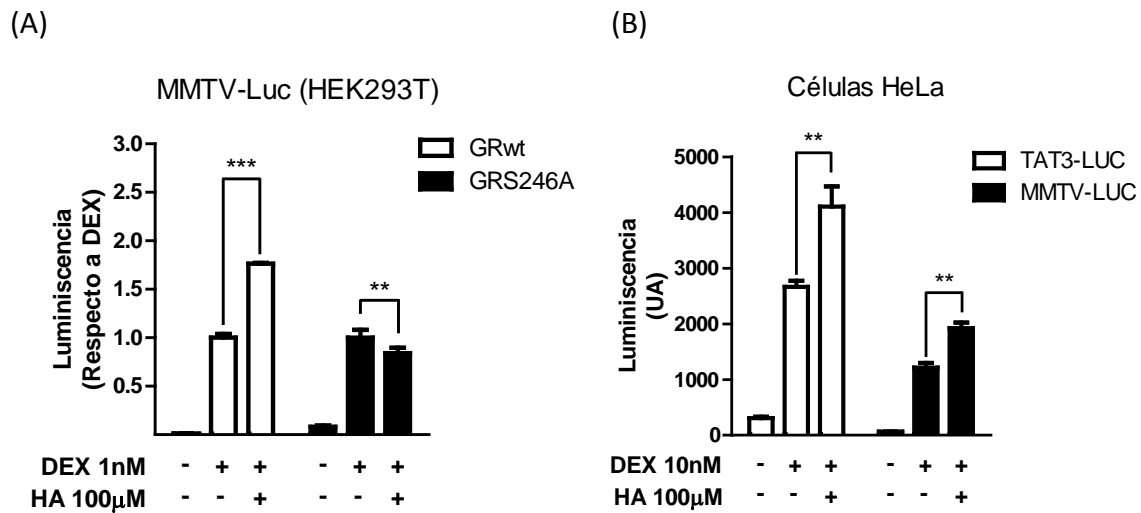 (A)
(B)
MMTV-Luc (HEK293T)
GRwt
GRS246A
Luminiscencia
(Respecto a DEX)
3.0
2.5
2.0
1.5
1.0
0.5
***
**
DEX 1nM - + + - + +
HA 100μM - - + - - +
Células HeLa
TAT3-LUC
MMTV-LUC
Luminiscencia
(UA)
5000
4000
3000
2000
1000
0
**
**
DEX 10nM - + + - + +
HA 100μM - - + - - +